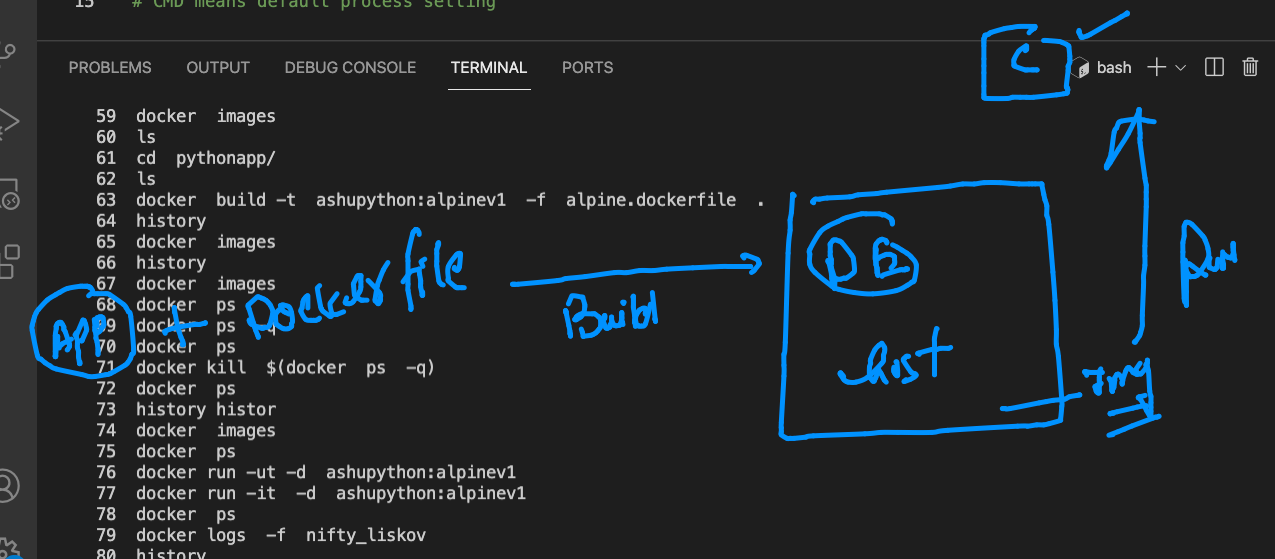 15 # CMD means default process setting
PROBLEMS OUTPUT DEBUG CONSOLE TERMINAL PORTS
C
bash
59 docker images
60 ls
61 cd pythonapp/
62 ls
63 docker build -t ashupython:alpinev1 -f alpine.dockerfile .
64 history
65 docker images
66 history
67 docker images
68 docker ps
69 docker ps
70 docker ps
71 docker kill $(docker ps -q)
72 docker ps
73 history histor
74 docker images
75 docker ps
76 docker run -ut -d ashupython:alpinev1
77 docker run -it -d ashupython:alpinev1
78 docker ps
79 docker logs -f nifty_liskov
80 history
APP + Dockerfile
Build
DE
Host
Img
Run